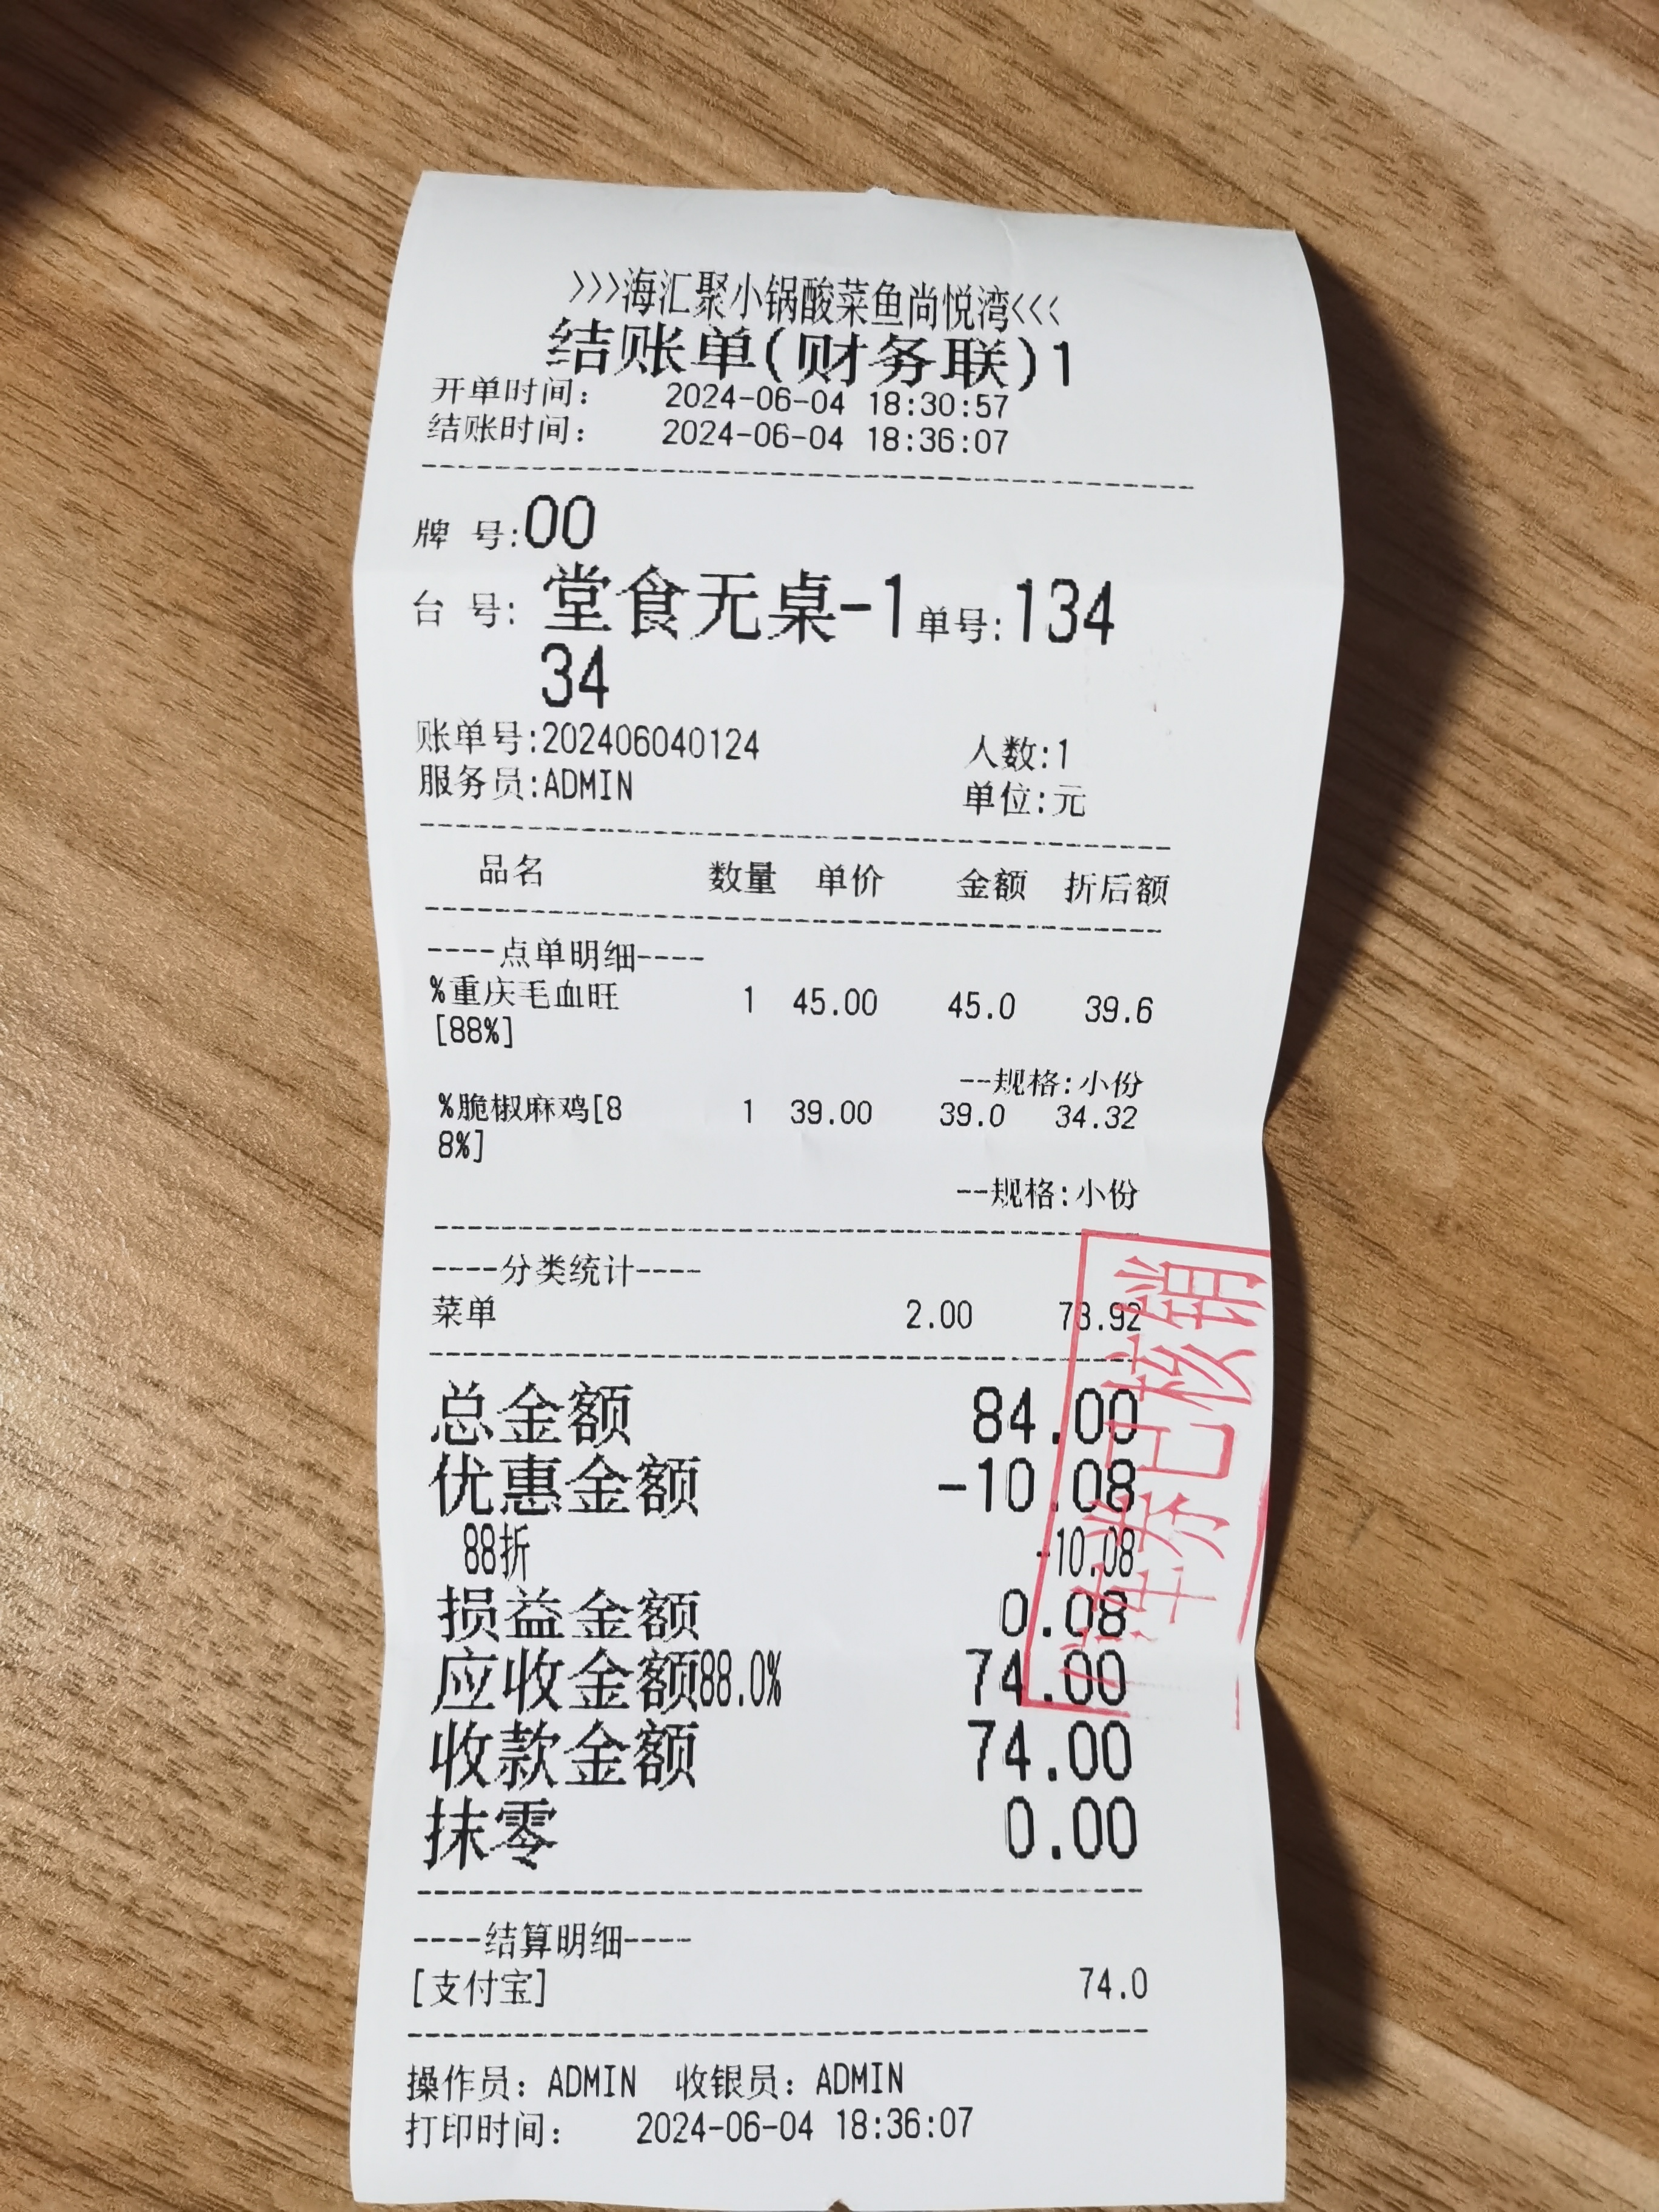 >>>海汇聚小锅酸菜鱼尚悦湾<<<
结账单(财务联)1
开单时间: 2024-06-04 18:30:57
结账时间: 2024-06-04 18:36:07
牌 号:00
台 号: 堂食无桌-1 单号:134
34
账单号:202406040124 人数:1
服务员:ADMIN 单位:元
品名 数量 单价 金额 折后额
----点单明细----
%重庆毛血旺 1 45.00 45.0 39.6
[88%]
--规格:小份
%脆椒麻鸡[8 1 39.00 39.0 34.32
8%]
--规格:小份
----分类统计----
菜单 2.00 73.92
总金额 84.00
优惠金额 -10.08
88折 -10.08
损益金额 0.08
应收金额88.0% 74.00
收款金额 74.00
抹零 0.00
----结算明细----
[支付宝] 74.0
操作员: ADMIN 收银员: ADMIN
打印时间: 2024-06-04 18:36:07
券已核销